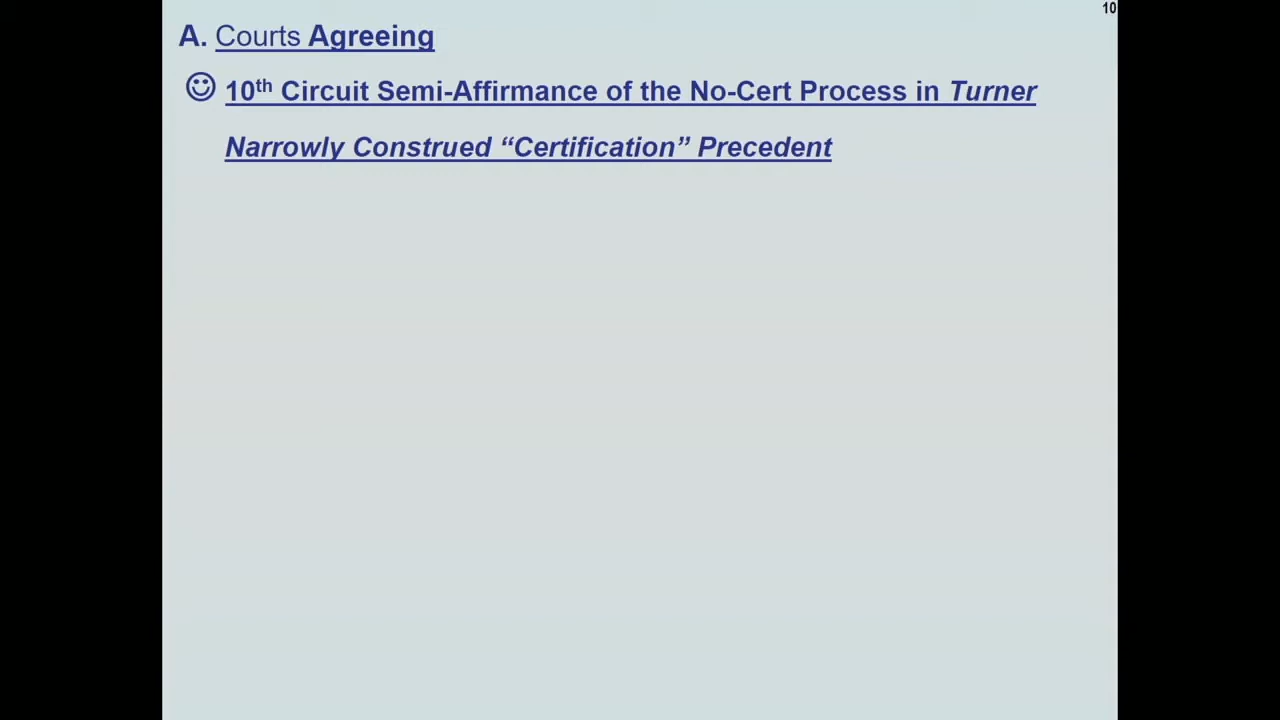 10
A. Courts Agreeing
☺ 10th Circuit Semi-Affirmance of the No-Cert Process in Turner
Narrowly Construed “Certification” Precedent